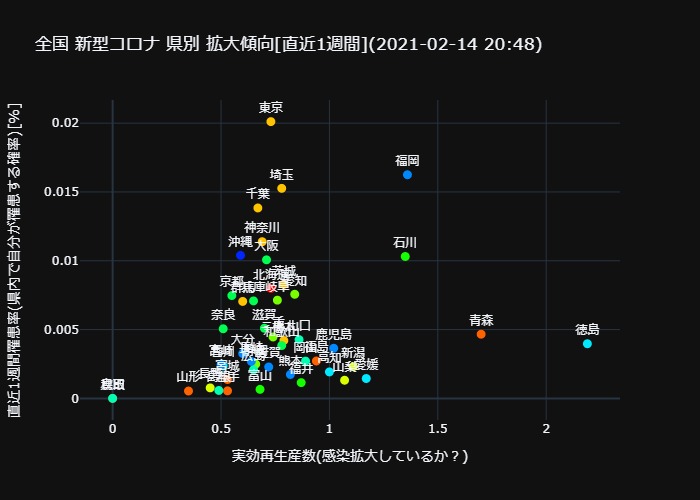 全国 新型コロナ 県別 拡大傾向[直近1週間](2021-02-14 20:48)
直近1週間罹患率(県内で自分が罹患する確率)[%]
0.02
0.015
0.01
0.005
0
東京
福岡
埼玉
千葉
神奈川
沖縄
大阪
石川
北海道
茨城
京都
群馬
兵庫
岐阜
愛知
奈良
滋賀
山口
鹿児島
青森
徳島
大分
新潟
高知
熊本
宮城
山梨
愛媛
福井
山形
富山
0
0.5
1
1.5
2
実効再生産数(感染拡大しているか？)